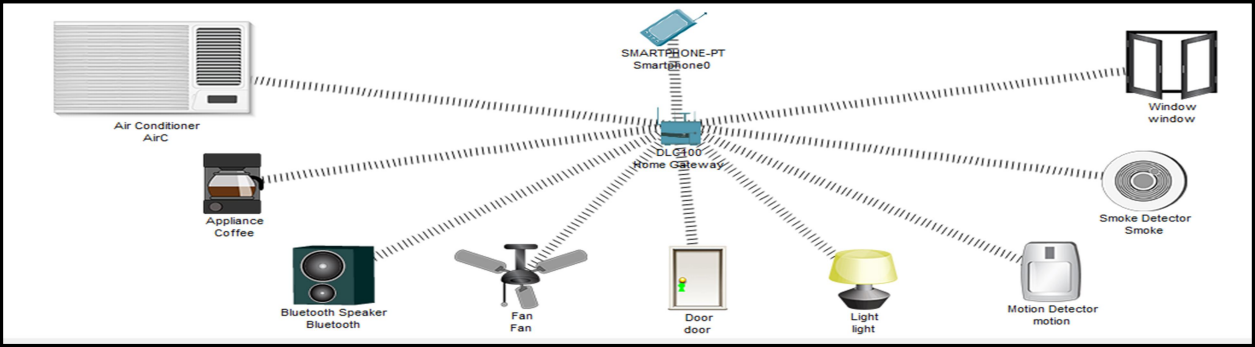 SMARTPHONE-PT
Smartphone0
Window
window
Air Conditioner
AirC
DLC100
Home Gateway
Appliance
Coffee
Smoke Detector
Smoke
Bluetooth Speaker
Bluetooth
Fan
Fan
Door
door
Light
light
Motion Detector
motion